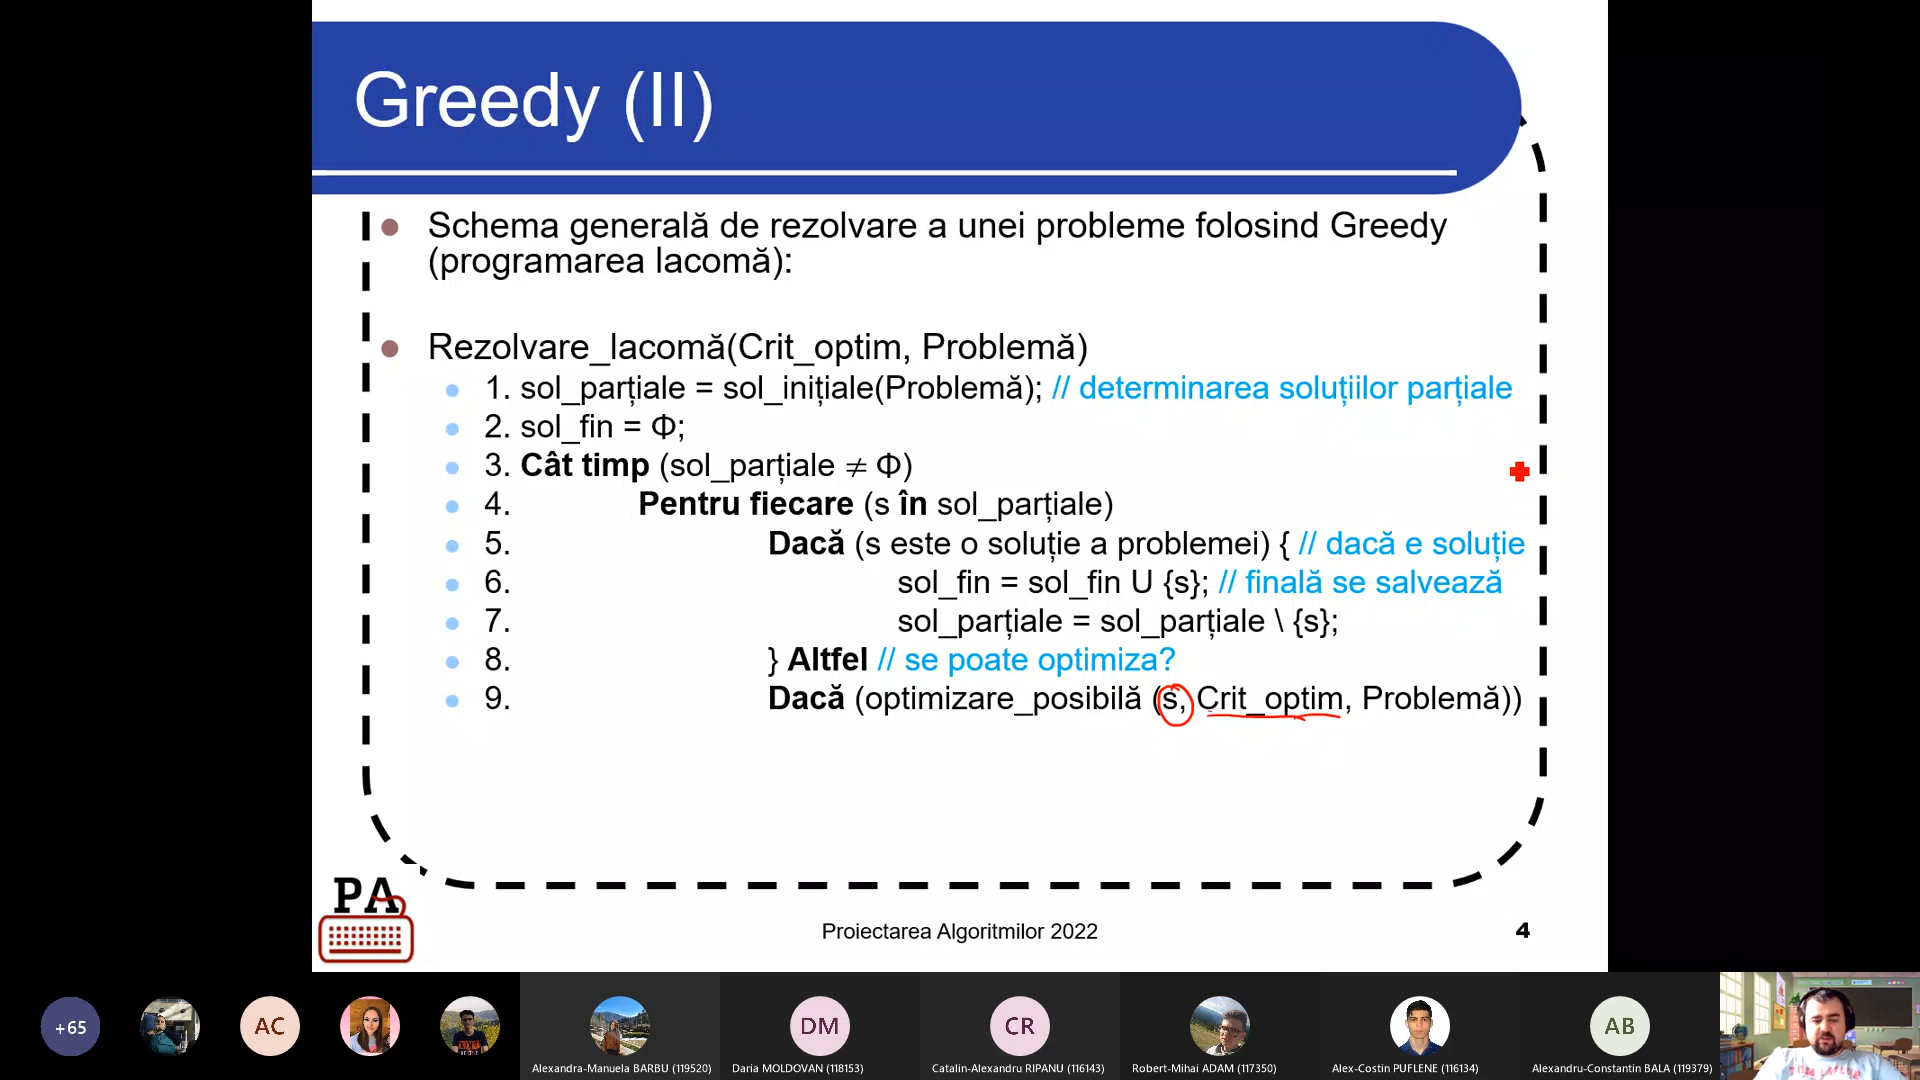 Greedy (II)
Schema generală de rezolvare a unei probleme folosind Greedy
(programarea lacomă):
Rezolvare_lacomă(Crit_optim, Problemă)
1. sol_parțiale = sol_inițiale(Problemă); // determinarea soluțiilor parțiale
2. sol_fin = Φ;
3. Cât timp (sol_parțiale ≠ Φ)
4. Pentru fiecare (s în sol_parțiale)
5. Dacă (s este o soluție a problemei) { // dacă e soluție
6. sol_fin = sol_fin U {s}; // finală se salvează
7. sol_parțiale = sol_parțiale \ {s};
8. } Altfel // se poate optimiza?
9. Dacă (optimizare_posibilă (s, Crit_optim, Problemă))
PA
Proiectarea Algoritmilor 2022
4
+65
AC
DM
CR
AB
Alexandra-Manuela BARBU (119520)
Daria MOLDOVAN (118153)
Catalin-Alexandru RIPANU (116143)
Robert-Mihai ADAM (117350)
Alex-Costin PUFLENE (116134)
Alexandru-Constantin BALA (119379)